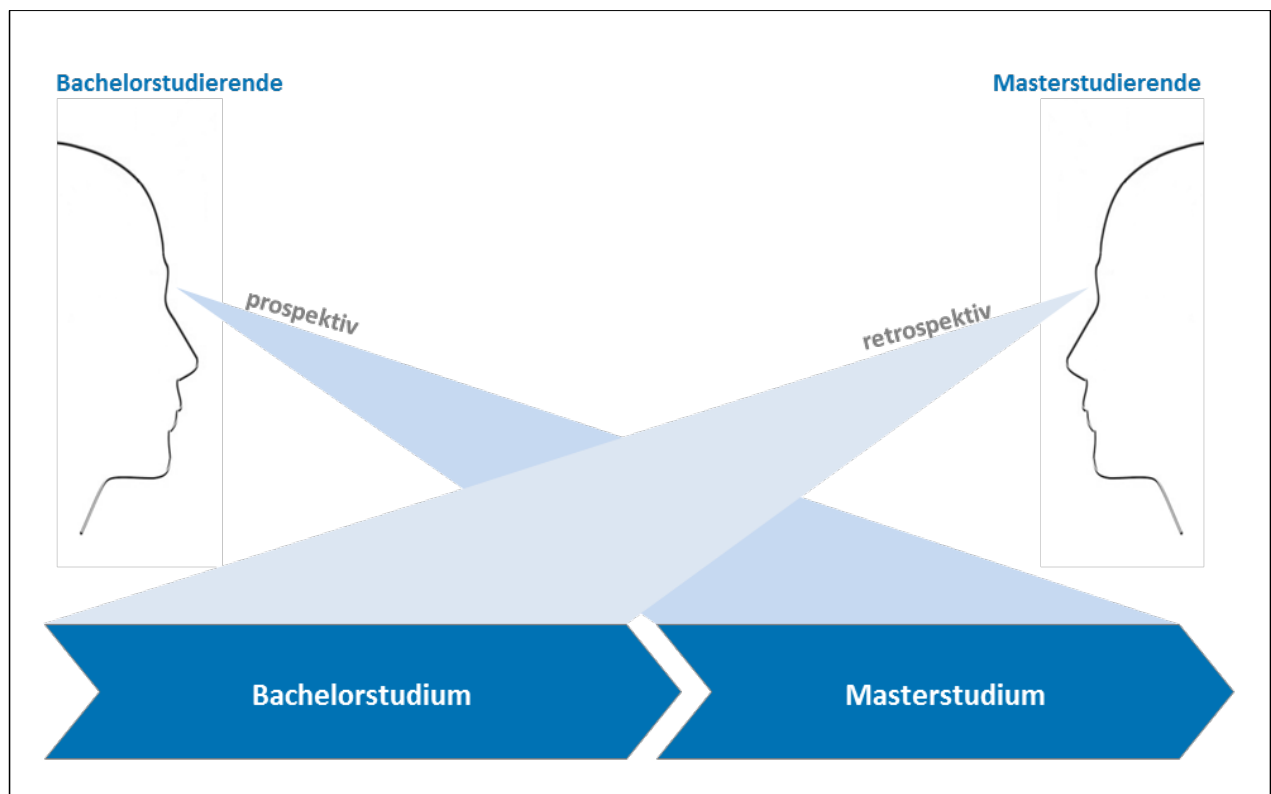 Bachelorstudierende
Masterstudierende
prospektiv
retrospektiv
Bachelorstudium
Masterstudium